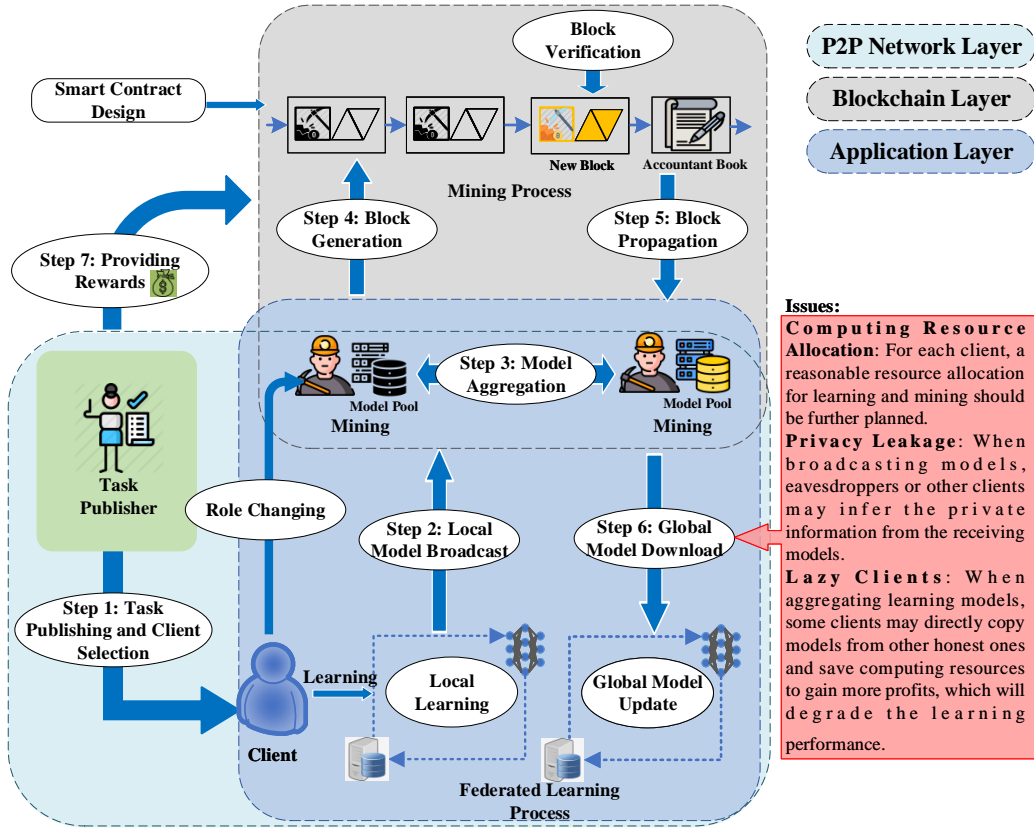 Block
Verification
P2P Network Layer
Blockchain Layer
Application Layer
Smart Contract
Design
New Block
Accountant Book
Mining Process
Step 4: Block
Generation
Step 5: Block
Propagation
Step 7: Providing
Rewards
Step 3: Model
Aggregation
Model Pool
Mining
Model Pool
Mining
Task
Publisher
Role Changing
Step 2: Local
Model Broadcast
Step 6: Global
Model Download
Step 1: Task
Publishing and Client
Selection
Learning
Local
Learning
Global Model
Update
Client
Federated Learning
Process
Issues:
Computing Resource
Allocation: For each client, a
reasonable resource allocation
for learning and mining should
be further planned.
Privacy Leakage: When
broadcasting models,
eavesdroppers or other clients
may infer the private
information from the receiving
models.
Lazy Clients: When
aggregating learning models,
some clients may directly copy
models from other honest ones
and save computing resources
to gain more profits, which will
degrade the learning
performance.